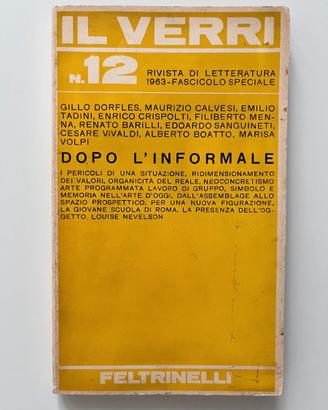 IL VERRI
N.12 RIVISTA DI LETTERATURA
1963-FASCICOLO SPECIALE
GILLO DORFLES, MAURIZIO CALVESI, EMILIO
TADINI, ENRICO CRISPOLTI, FILIBERTO MEN-
NA, RENATO BARILLI, EDOARDO SANGUINETI,
CESARE VIVALDI, ALBERTO BOATTO, MARISA
VOLPI
DOPO L'INFORMALE
I PERICOLI DI UNA SITUAZIONE, RIDIMENSIONAMENTO
DEI VALORI, ORGANICITÀ DEL REALE, NEOCONCRETISMO
ARTE PROGRAMMATA LAVORO DI GRUPPO, SIMBOLO E
MEMORIA NELL'ARTE D'OGGI, DALL'ASSEMBLAGE ALLO
SPAZIO PROSPETTICO, PER UNA NUOVA FIGURAZIONE,
LA GIOVANE SCUOLA DI ROMA, LA PRESENZA DELL'OG-
GETTO, LOUISE NEVELSON
FELTRINELLI